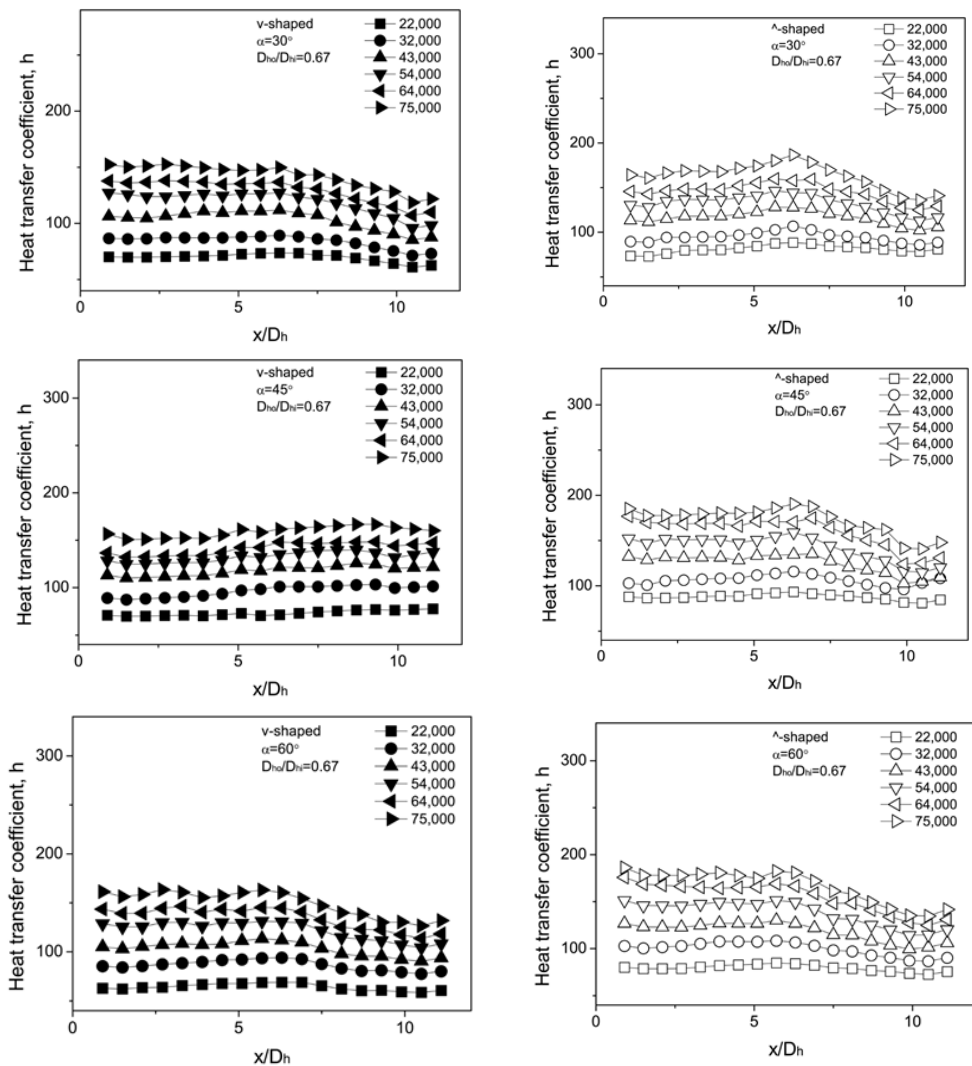 v-shaped
α=30°
Dho/Dhi=0.67
22,000
32,000
43,000
54,000
64,000
75,000
200
100
0
5
10
Heat transfer coefficient, h
x/Dh
^-shaped
α=30°
Dho/Dhi=0.67
22,000
32,000
43,000
54,000
64,000
75,000
300
200
100
0
5
10
Heat transfer coefficient, h
x/Dh
v-shaped
α=45°
Dho/Dhi=0.67
22,000
32,000
43,000
54,000
64,000
75,000
300
200
100
0
5
10
Heat transfer coefficient, h
x/Dh
^-shaped
α=45°
Dho/Dhi=0.67
22,000
32,000
43,000
54,000
64,000
75,000
300
200
100
0
5
10
Heat transfer coefficient, h
x/Dh
v-shaped
α=60°
Dho/Dhi=0.67
22,000
32,000
43,000
54,000
64,000
75,000
300
200
100
0
5
10
Heat transfer coefficient, h
x/Dh
^-shaped
α=60°
Dho/Dhi=0.67
22,000
32,000
43,000
54,000
64,000
75,000
300
200
100
0
5
10
Heat transfer coefficient, h
x/Dh